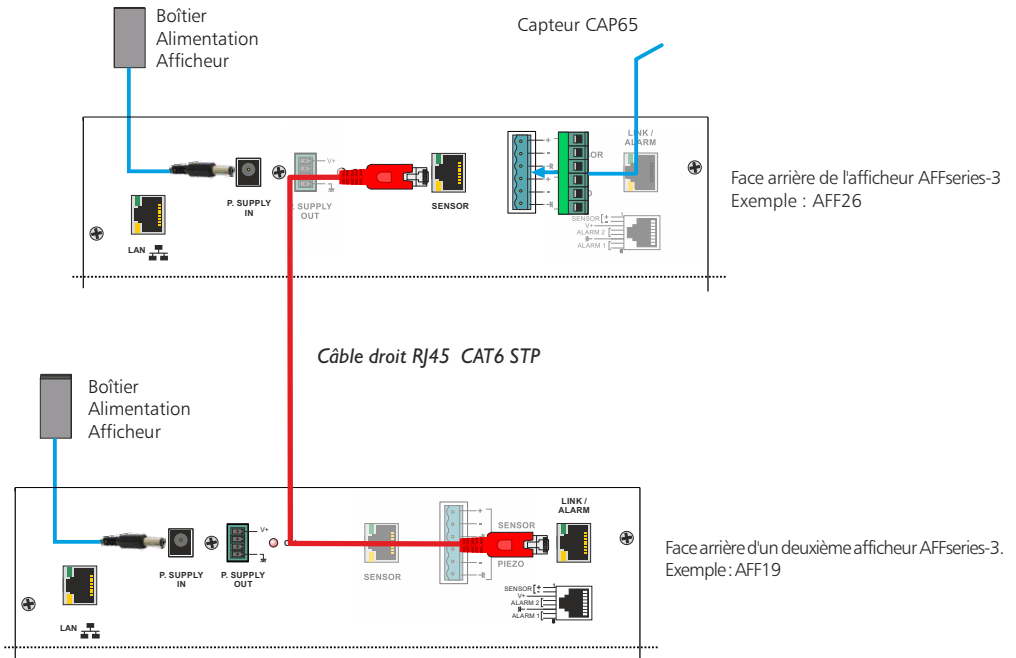 Boîtier
Alimentation
Afficheur
Capteur CAP65
V+
P. SUPPLY
IN
P. SUPPLY
OUT
SENSOR
LINK /
ALARM
LAN
SENSOR [ + -
V+
ALARM 2 [
ALARM 1 [
Face arrière de l'afficheur AFFseries-3
Exemple : AFF26
Câble droit RJ45 CAT6 STP
Boîtier
Alimentation
Afficheur
V+
P. SUPPLY
IN
P. SUPPLY
OUT
SENSOR
SENSOR
PIEZO
LINK /
ALARM
LAN
SENSOR [ + -
V+
ALARM 2 [
ALARM 1 [
Face arrière d'un deuxième afficheur AFFseries-3.
Exemple : AFF19